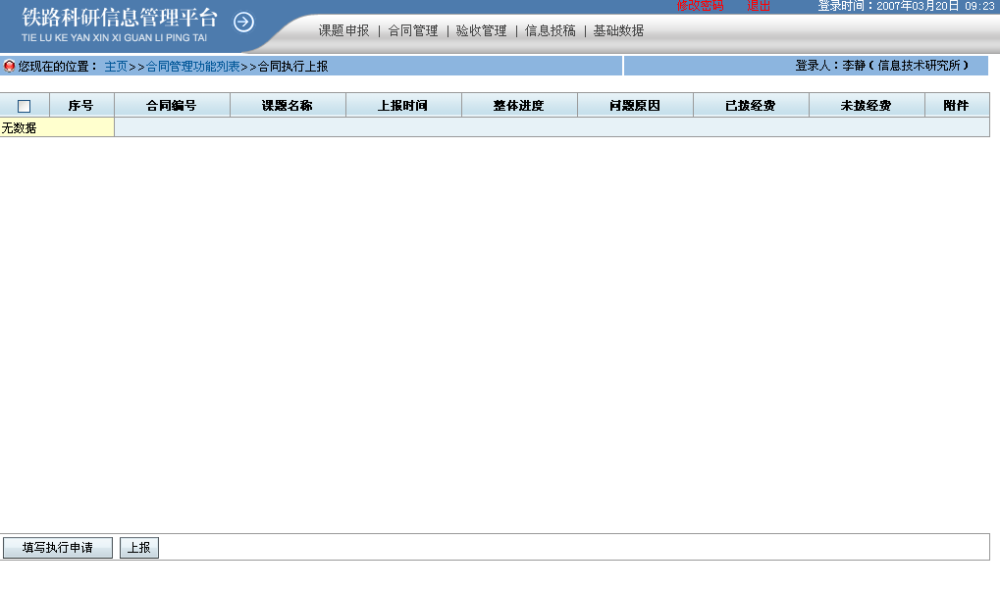 修改密码 退出 登录时间：2007年03月20日 09:23
铁路科研信息管理平台
TIE LU KE YAN XIN XI GUAN LI PING TAI
课题申报 | 合同管理 | 验收管理 | 信息投稿 | 基础数据
您现在的位置： 主页>>合同管理功能列表>>合同执行上报 登录人：李静（信息技术研究所）
序号 合同编号 课题名称 上报时间 整体进度 问题原因 已拨经费 未拨经费 附件
无数据
填写执行申请 上报